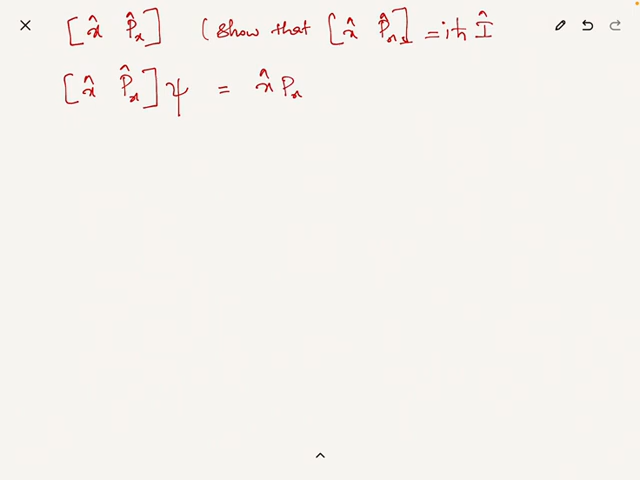 [x̂ P̂ₓ] (Show that [x̂ P̂ₓ] = iħ Î
[x̂ P̂ₓ]ψ = x̂ Pₓ